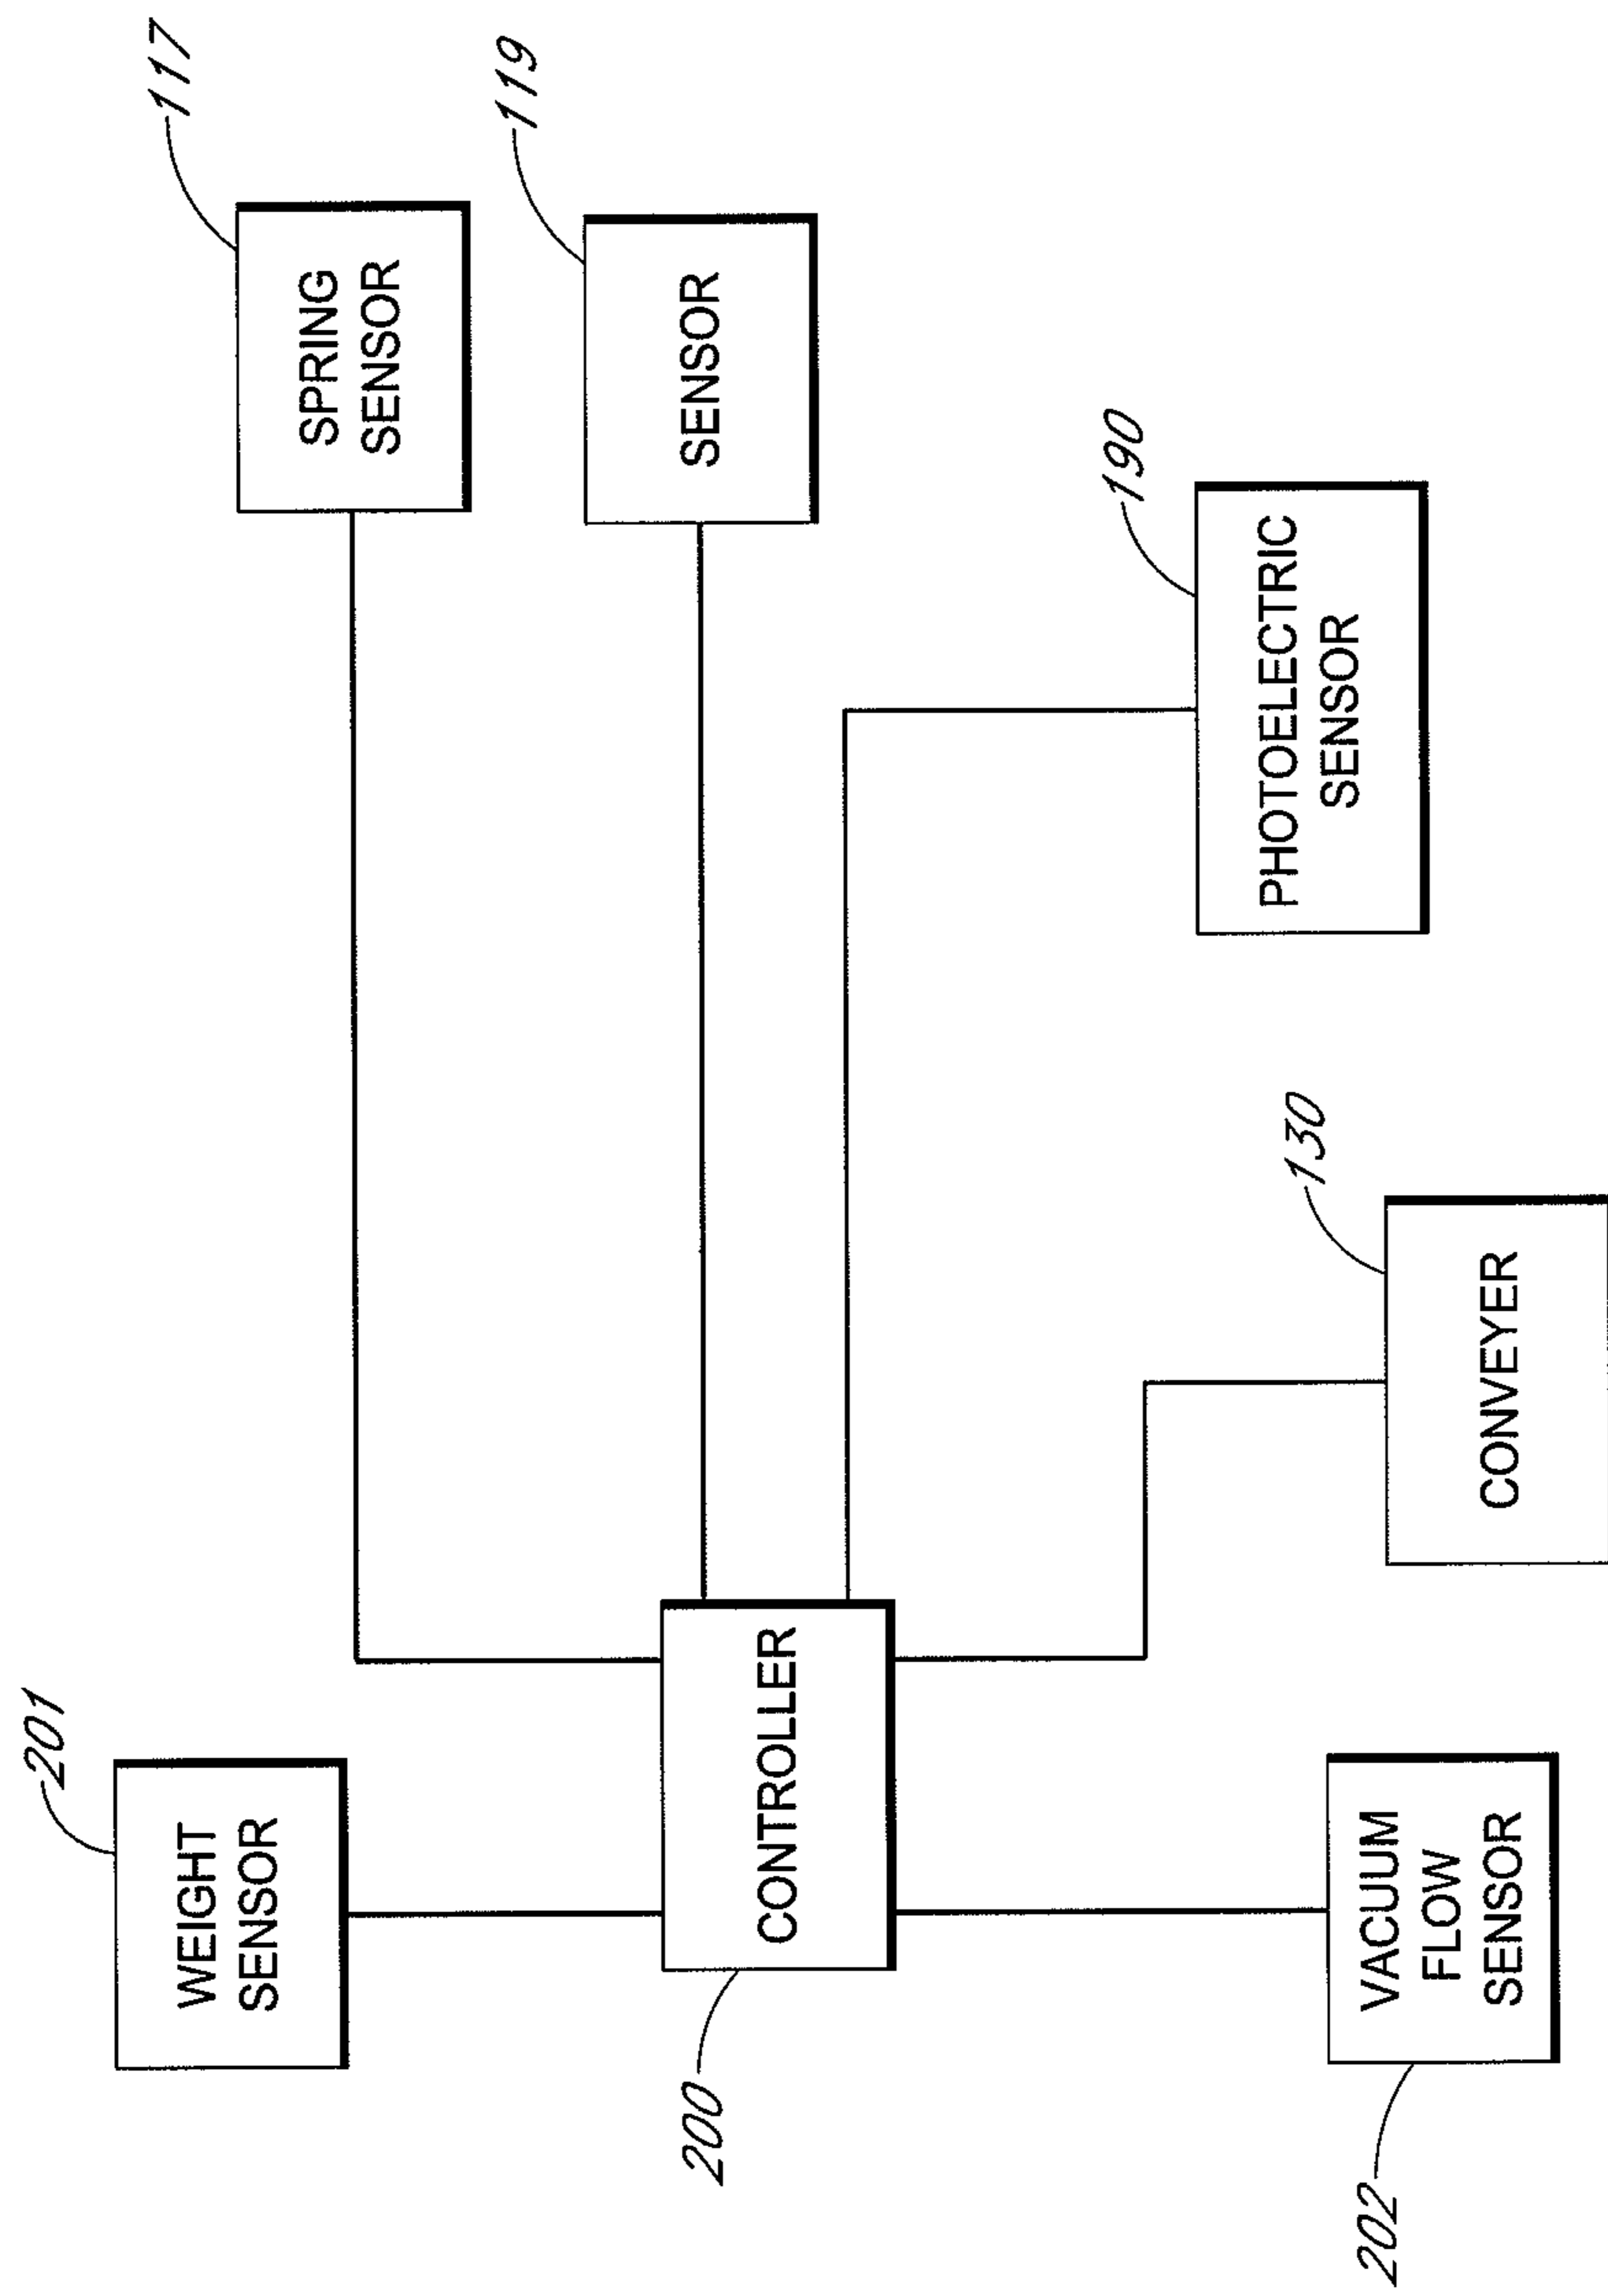 201
WEIGHT
SENSOR
117
SPRING
SENSOR
119
SENSOR
200
CONTROLLER
190
PHOTOELECTRIC
SENSOR
130
CONVEYER
202
VACUUM
FLOW
SENSOR